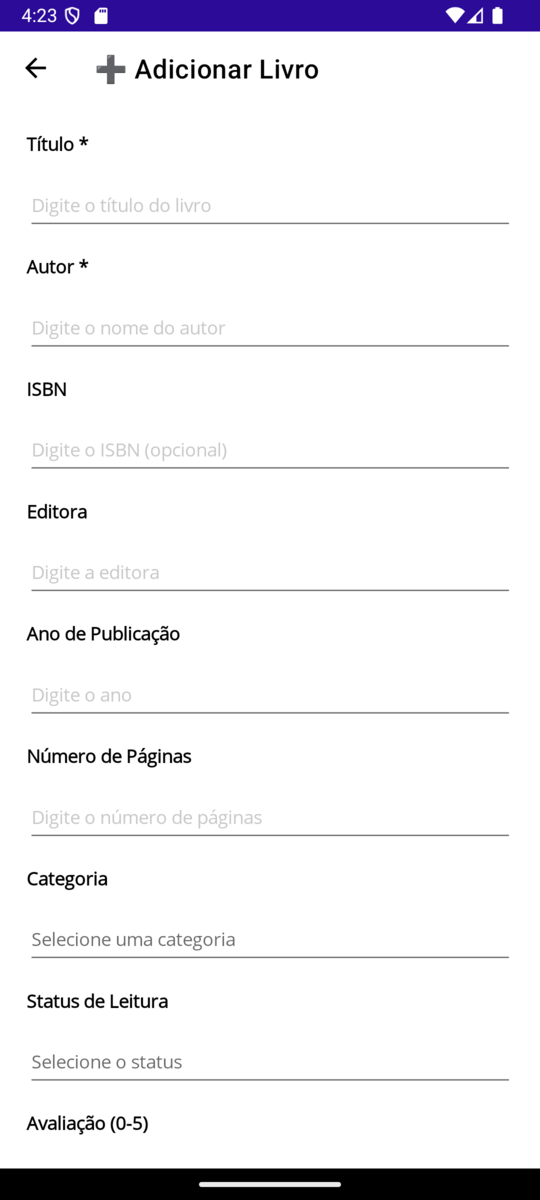 4:23
➕ Adicionar Livro
Título *
Digite o título do livro
Autor *
Digite o nome do autor
ISBN
Digite o ISBN (opcional)
Editora
Digite a editora
Ano de Publicação
Digite o ano
Número de Páginas
Digite o número de páginas
Categoria
Selecione uma categoria
Status de Leitura
Selecione o status
Avaliação (0-5)